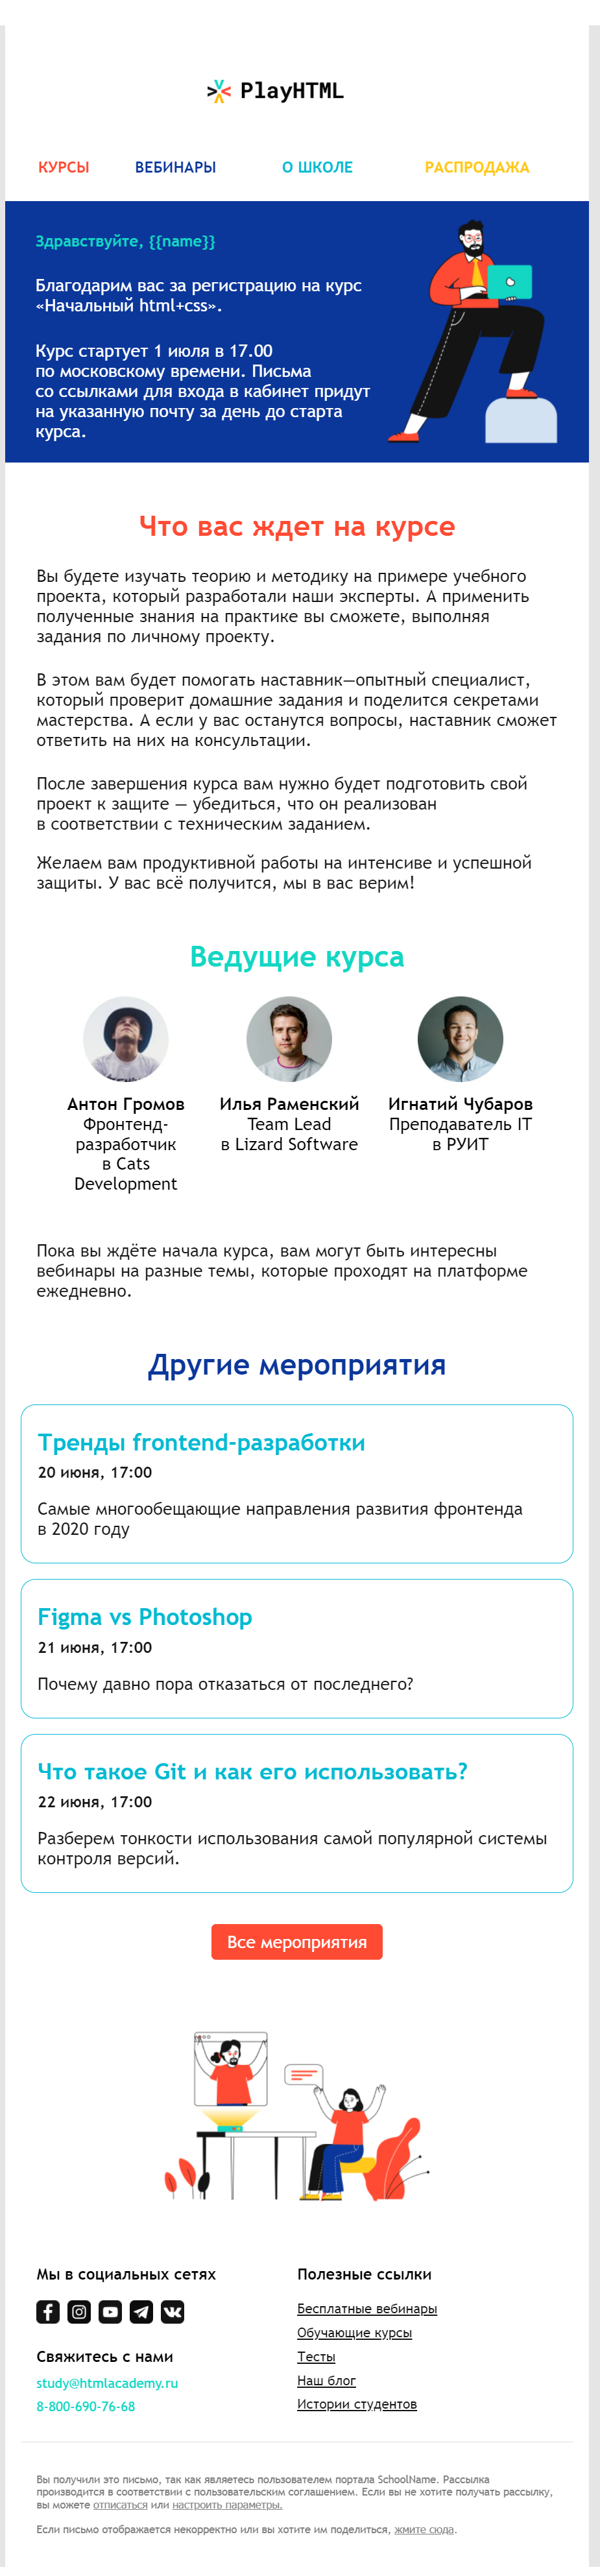 PlayHTML
КУРСЫ ВЕБИНАРЫ О ШКОЛЕ РАСПРОДАЖА
Здравствуйте, {{name}}
Благодарим вас за регистрацию на курс
«Начальный html+css».
Курс стартует 1 июля в 17.00
по московскому времени. Письма
со ссылками для входа в кабинет придут
на указанную почту за день до старта
курса.
Что вас ждет на курсе
Вы будете изучать теорию и методику на примере учебного
проекта, который разработали наши эксперты. А применить
полученные знания на практике вы сможете, выполняя
задания по личному проекту.
В этом вам будет помогать наставник—опытный специалист,
который проверит домашние задания и поделится секретами
мастерства. А если у вас останутся вопросы, наставник сможет
ответить на них на консультации.
После завершения курса вам нужно будет подготовить свой
проект к защите — убедиться, что он реализован
в соответствии с техническим заданием.
Желаем вам продуктивной работы на интенсиве и успешной
защиты. У вас всё получится, мы в вас верим!
Ведущие курса
Антон Громов
Фронтенд-
разработчик
в Cats
Development
Илья Раменский
Team Lead
в Lizard Software
Игнатий Чубаров
Преподаватель IT
в РУИТ
Пока вы ждёте начала курса, вам могут быть интересны
вебинары на разные темы, которые проходят на платформе
ежедневно.
Другие мероприятия
Тренды frontend-разработки
20 июня, 17:00
Самые многообещающие направления развития фронтенда
в 2020 году
Figma vs Photoshop
21 июня, 17:00
Почему давно пора отказаться от последнего?
Что такое Git и как его использовать?
22 июня, 17:00
Разберем тонкости использования самой популярной системы
контроля версий.
Все мероприятия
Мы в социальных сетях
Свяжитесь с нами
study@htmlacademy.ru
8-800-690-76-68
Полезные ссылки
Бесплатные вебинары
Обучающие курсы
Тесты
Наш блог
Истории студентов
Вы получили это письмо, так как являетесь пользователем портала SchoolName. Рассылка
производится в соответствии с пользовательским соглашением. Если вы не хотите получать рассылку,
вы можете отписаться или настроить параметры.
Если письмо отображается некорректно или вы хотите им поделиться, жмите сюда.